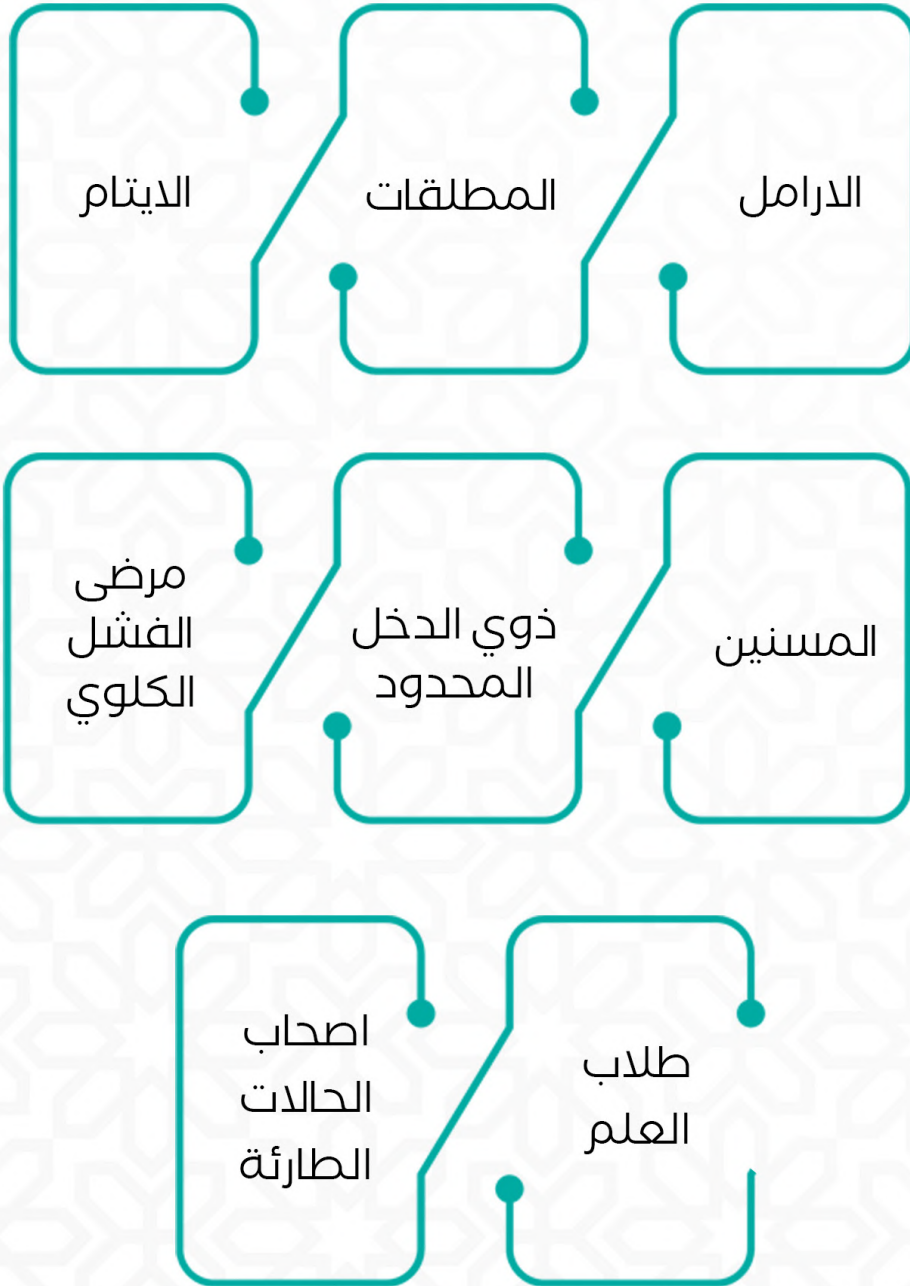 الارامل
المطلقات
الايتام
المسنين
ذوي الدخل
المحدود
مرضى
الفشل
الكلوي
طلاب
العلم
اصحاب
الحالات
الطارئة